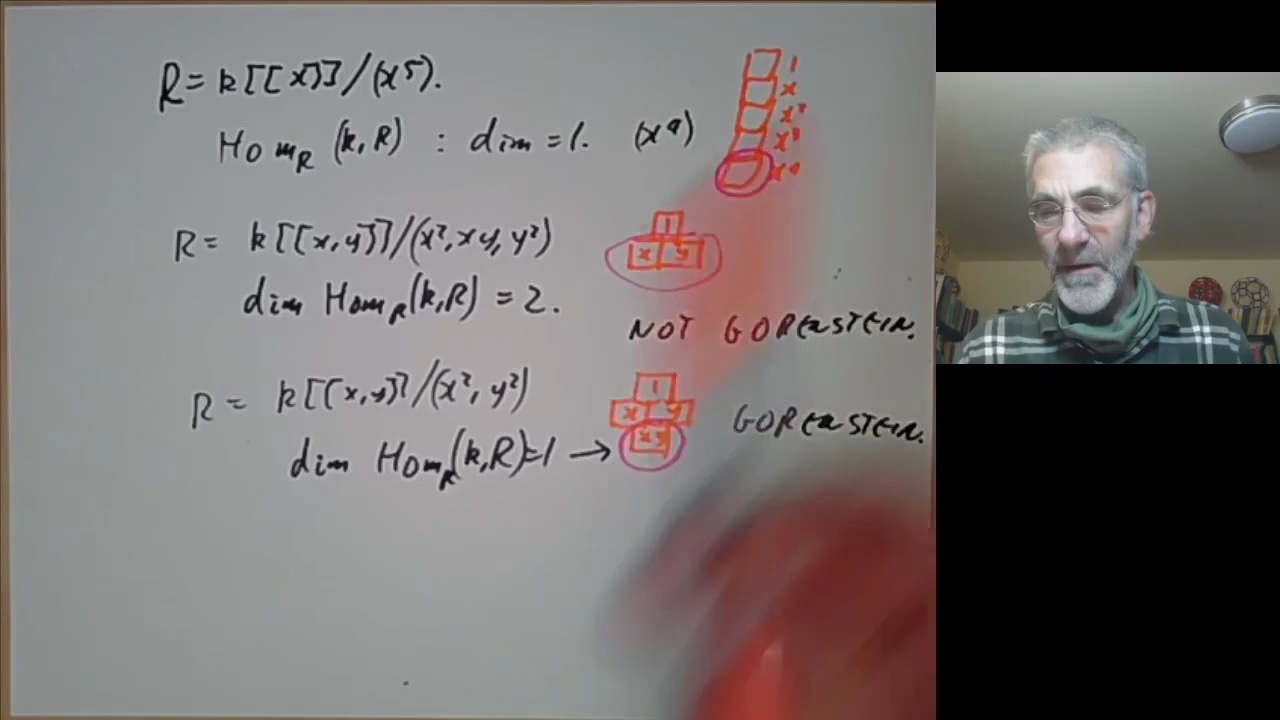 R = k[[x]]/(x⁵).
1
x
x²
x³
x⁴
Hom_R (k, R) : dim = 1. (x⁴)
R = k[[x,y]]/(x², xy, y²)
1
x y
dim Hom_R(k,R) = 2.
NOT GORENSTEIN.
R = k[[x,y]]/(x², y²)
1
x y
xy
GORENSTEIN.
dim Hom_R(k,R)=1 →